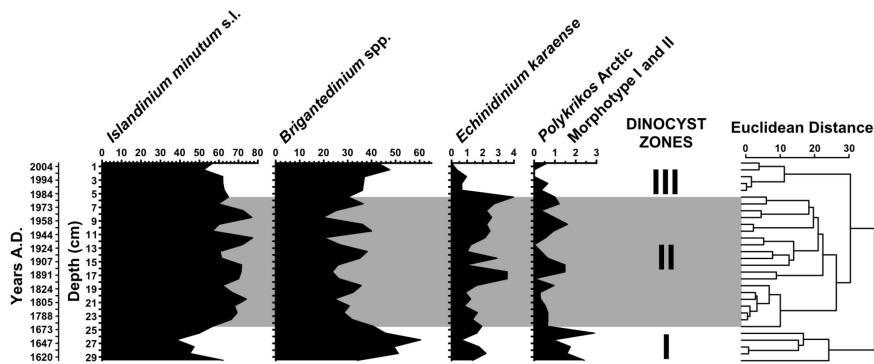 Islandinium minutum s.l.
Brigantedinium spp.
Echinidinium karaense
Polykrikos Arctic
Morphotype I and II
DINOCYST
ZONES
Euclidean Distance
0 10 20 30 40 50 60 70 80
0 20 40 60
0 1 2 3 4
0 1 2 3
0 10 20 30
Years A.D.
Depth (cm)
2004 1
1994 3
1984 5
1973 7
1958 9
1944 11
1924 13
1907 15
1891 17
1824 19
1805 21
1788 23
1673 25
1647 27
1620 29
III
II
I